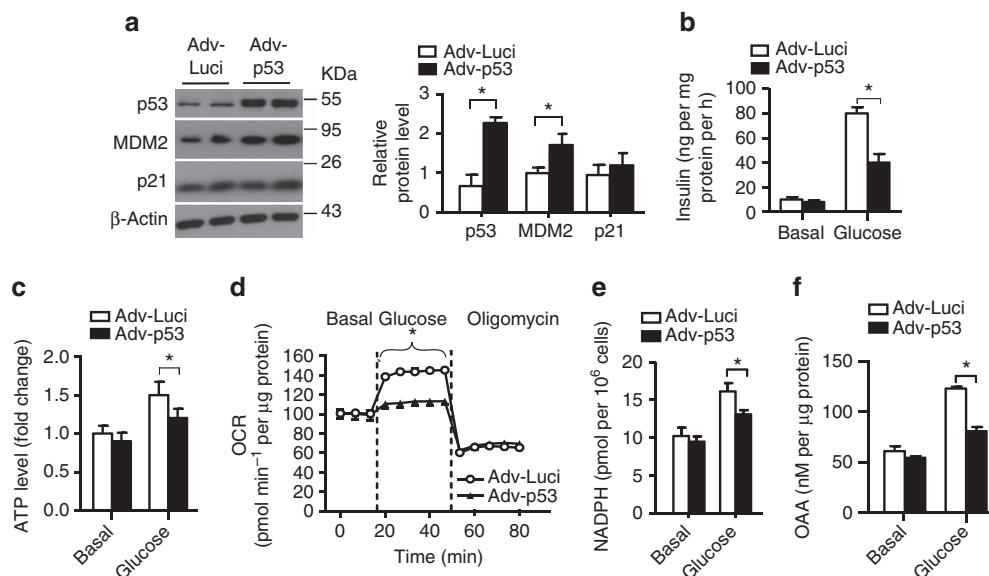 a
Adv-
Luci
Adv-
p53
KDa
p53
55
MDM2
95
26
p21
β-Actin
43
Adv-Luci
Adv-p53
Relative
protein level
3
2
1
0
*
*
p53 MDM2 p21
b
Adv-Luci
Adv-p53
Insulin (ng per mg
protein per h)
100
80
60
40
20
0
*
Basal Glucose
c
Adv-Luci
Adv-p53
ATP level (fold change)
2.0
1.5
1.0
0.5
0.0
*
Basal
Glucose
d
Basal Glucose Oligomycin
*
OCR
(pmol min−1 per μg protein)
160
140
120
100
80
60
40
20
0
Adv-Luci
Adv-p53
0 20 40 60 80
Time (min)
e
Adv-Luci
Adv-p53
NADPH (pmol per 10⁶ cells)
20
15
10
5
0
*
Basal
Glucose
f
Adv-Luci
Adv-p53
OAA (nM per μg protein)
150
100
50
0
*
Basal
Glucose